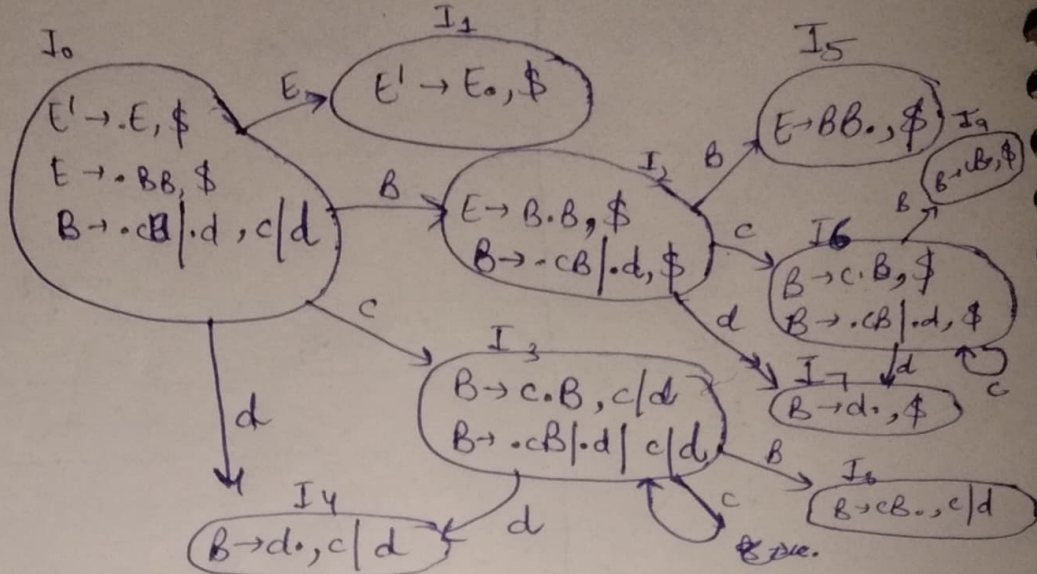 I₀
E' → .E, $
E → .BB, $
B → .cB|.d , c|d
E
I₁
E' → E., $
B
I₂
E → B.B, $
B → .cB|.d, $
B
I5
E → BB., $
c
I6
B → c.B, $
B → .cB|.d, $
B
I9
B → cB., $
d
c
d
I7
B → d., $
c
I3
B → c.B , c|d
B → .cB|.d| c|d
B
I8
B → cB., c|d
c
d
d
I4
B → d., c|d